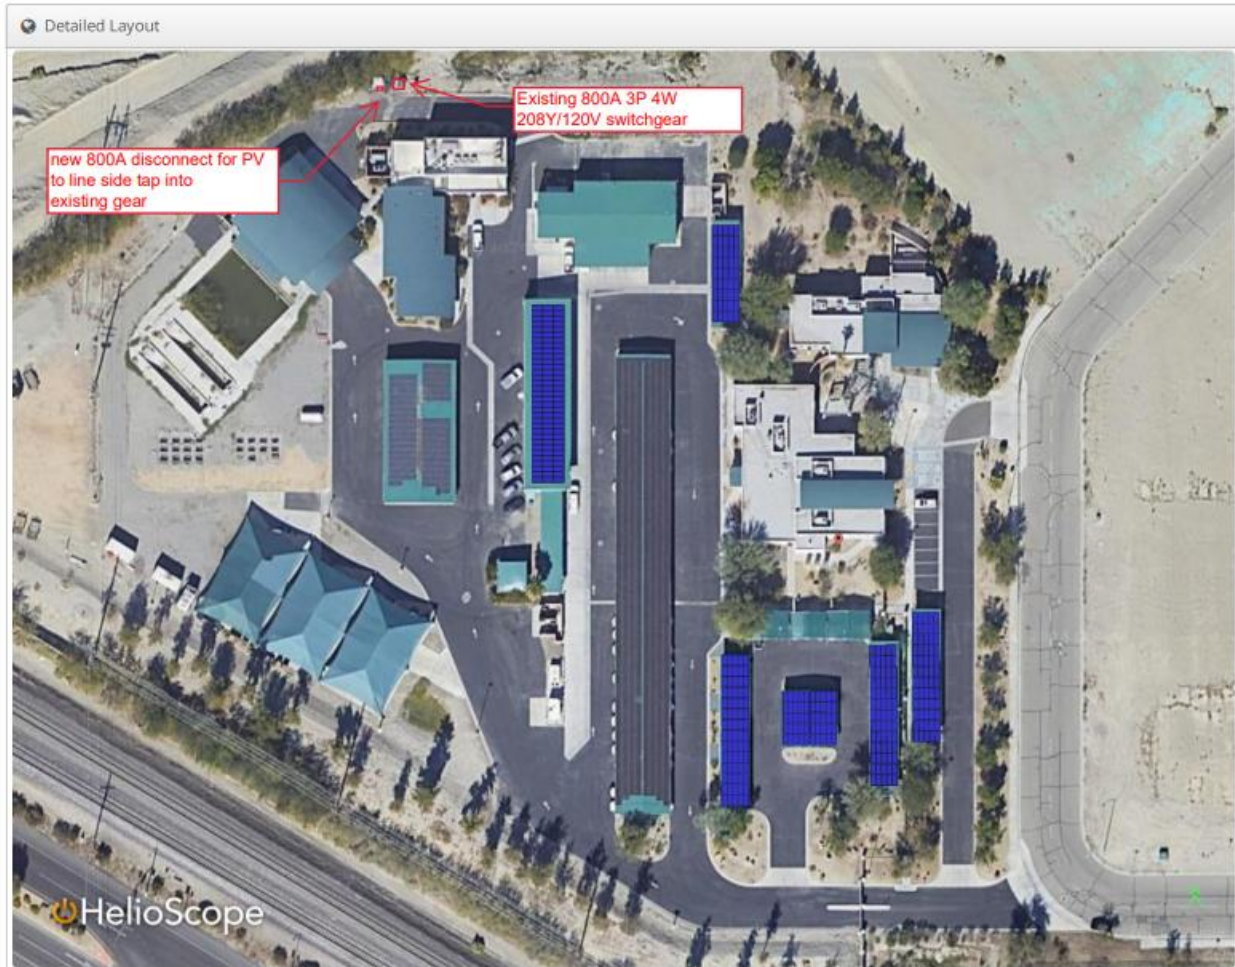 Detailed Layout
Existing 800A 3P 4W
208Y/120V switchgear
new 800A disconnect for PV
to line side tap into
existing gear
HelioScope